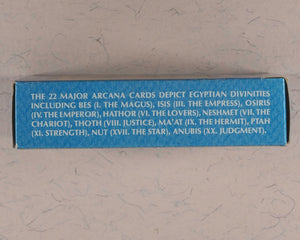 THE 22 MAJOR ARCANA CARDS DEPICT EGYPTIAN DIVINITIES
INCLUDING BES (I. THE MAGUS), ISIS (III. THE EMPRESS), OSIRIS
(IV. THE EMPEROR), HATHOR (VI. THE LOVERS), NESHMET (VII. THE
CHARIOT), THOTH (VIII. JUSTICE), MA'AT (IX. THE HERMIT), PTAH
(XI. STRENGTH), NUT (XVII. THE STAR), ANUBIS (XX. JUDGMENT).